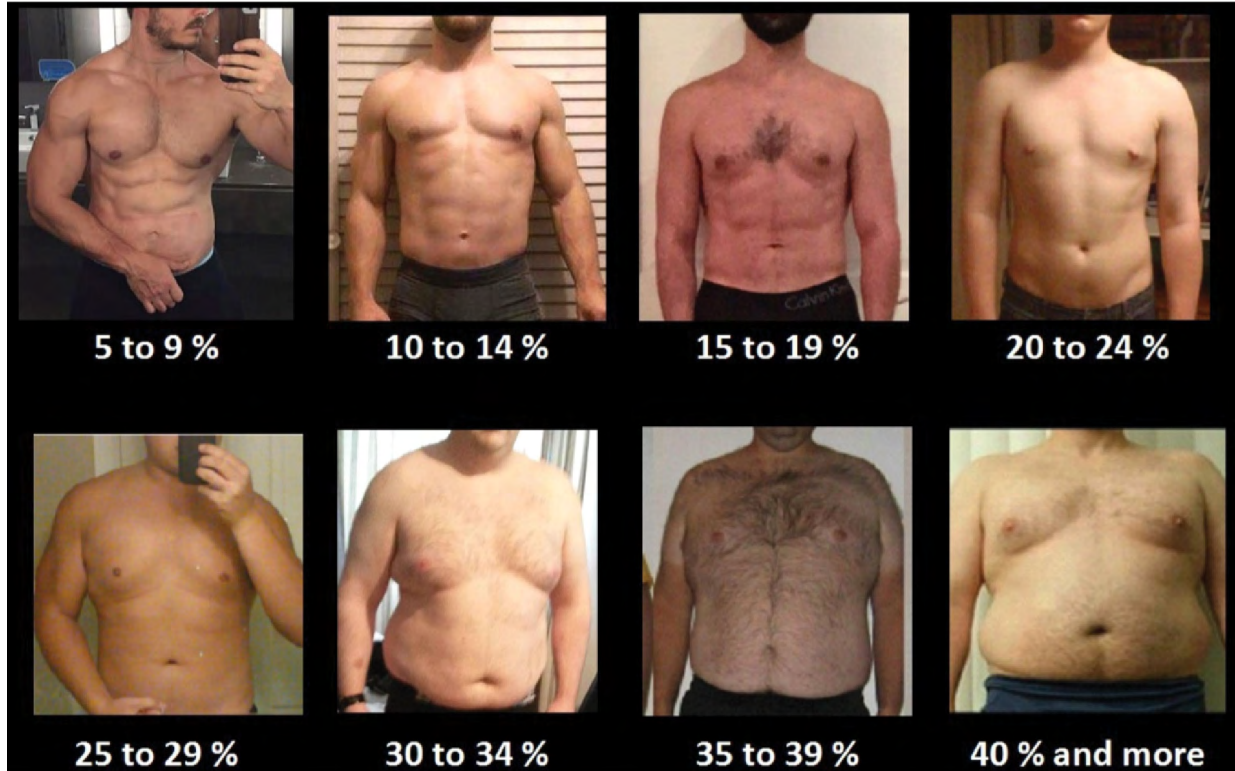 5 to 9 %
10 to 14 %
15 to 19 %
20 to 24 %
25 to 29 %
30 to 34 %
35 to 39 %
40 % and more